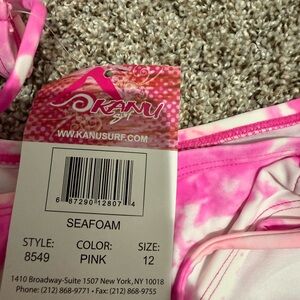 KANU
Surf
WWW.KANUSURF.COM
6 87290 12807 4
SEAFOAM
STYLE: COLOR: SIZE:
8549 PINK 12
1410 Broadway-Suite 1507 New York, NY 10018
Phone: (212) 868-9771 • Fax: (212) 868-9755